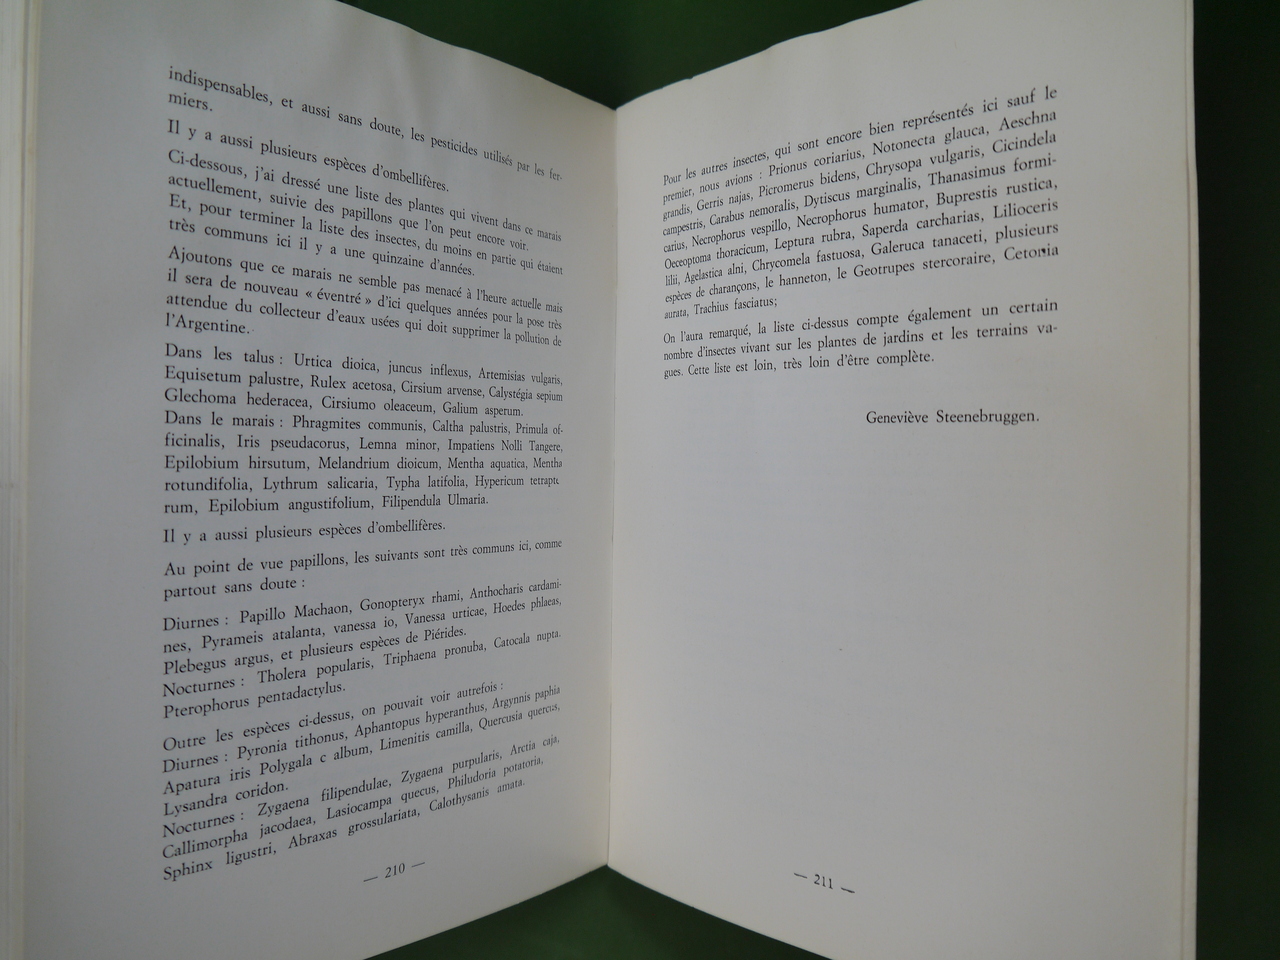 indispensables, et aussi sans doute, les pesticides utilisés par les fer-
miers.
Il y a aussi plusieurs espèces d'ombellifères.
Ci-dessous, j'ai dressé une liste des plantes qui vivent dans ce marais
actuellement, suivie des papillons que l'on peut encore voir.
Et, pour terminer la liste des insectes, du moins en partie qui étaient
très communs ici il y a une quinzaine d'années.
Ajoutons que ce marais ne semble pas menacé à l'heure actuelle mais
il sera de nouveau « éventré » d'ici quelques années pour la pose très
attendue du collecteur d'eaux usées qui doit supprimer la pollution de
l'Argentine.
Dans les talus : Urtica dioica, juncus inflexus, Artemisias vulgaris,
Equisetum palustre, Rulex acetosa, Cirsium arvense, Calystégia sepium
Glechoma hederacea, Cirsiumo oleaceum, Galium asperum.
Dans le marais : Phragmites communis, Caltha palustris, Primula of-
ficinalis, Iris pseudacorus, Lemna minor, Impatiens Nolli Tangere,
Epilobium hirsutum, Melandrium dioicum, Mentha aquatica, Mentha
rotundifolia, Lythrum salicaria, Typha latifolia, Hypericum tetrapte
rum, Epilobium angustifolium, Filipendula Ulmaria.
Il y a aussi plusieurs espèces d'ombellifères.
Au point de vue papillons, les suivants sont très communs ici, comme
partout sans doute :
Diurnes : Papillo Machaon, Gonopteryx rhami, Anthocharis cardami-
nes, Pyrameis atalanta, vanessa io, Vanessa urticae, Hoedes phlaeas,
Plebegus argus, et plusieurs espèces de Piérides.
Nocturnes : Tholera popularis, Triphaena pronuba, Catocala nupta.
Pterophorus pentadactylus.
Outre les espèces ci-dessus, on pouvait voir autrefois :
Diurnes : Pyronia tithonus, Aphantopus hyperanthus, Argynnis paphia
Apatura iris Polygala c album, Limenitis camilla, Quercusia quercus,
Lysandra coridon.
Nocturnes : Zygaena filipendulae, Zygaena purpularis, Arctia caja,
Callimorpha jacodaea, Lasiocampa quecus, Philudoria potatoria,
Sphinx ligustri, Abraxas grossulariata, Calothysanis amata.
— 210 —
Pour les autres insectes, qui sont encore bien représentés ici sauf le
premier, nous avions : Prionus coriarius, Notonecta glauca, Aeschna
grandis, Gerris najas, Picromerus bidens, Chrysopa vulgaris, Cicindela
campestris, Carabus nemoralis, Dytiscus marginalis, Thanasimus formi-
carius, Necrophorus vespillo, Necrophorus humator, Buprestis rustica,
Oeceoptoma thoracicum, Leptura rubra, Saperda carcharias, Lilioceris
lilii, Agelastica alni, Chrycomela fastuosa, Galeruca tanaceti, plusieurs
espèces de charançons, le hanneton, le Geotrupes stercoraire, Cetonia
aurata, Trachius fasciatus;
On l'aura remarqué, la liste ci-dessus compte également un certain
nombre d'insectes vivant sur les plantes de jardins et les terrains va-
gues. Cette liste est loin, très loin d'être complète.
Geneviève Steenebruggen.
— 211 —